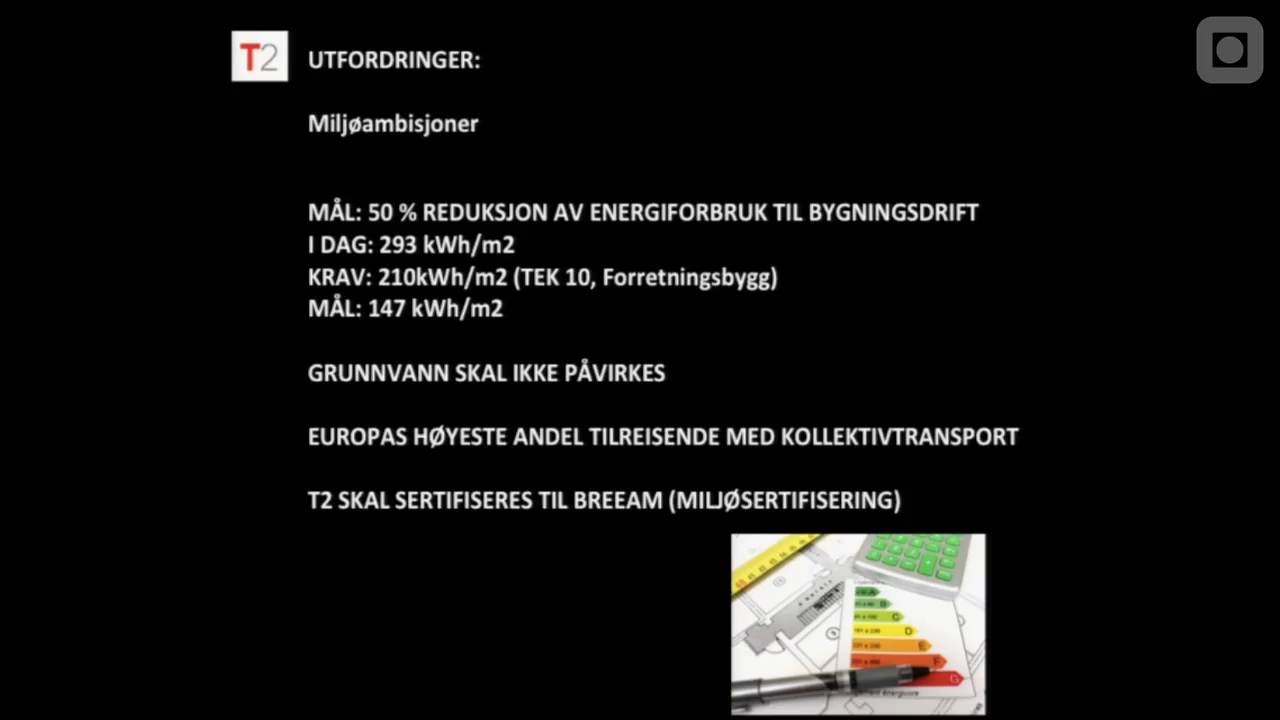 T2
UTFORDRINGER:
Miljøambisjoner
MÅL: 50 % REDUKSJON AV ENERGIFORBRUK TIL BYGNINGSDRIFT
I DAG: 293 kWh/m2
KRAV: 210kWh/m2 (TEK 10, Forretningsbygg)
MÅL: 147 kWh/m2
GRUNNVANN SKAL IKKE PÅVIRKES
EUROPAS HØYESTE ANDEL TILREISENDE MED KOLLEKTIVTRANSPORT
T2 SKAL SERTIFISERES TIL BREEAM (MILJØSERTIFISERING)
A
B
C
D
E
F
G